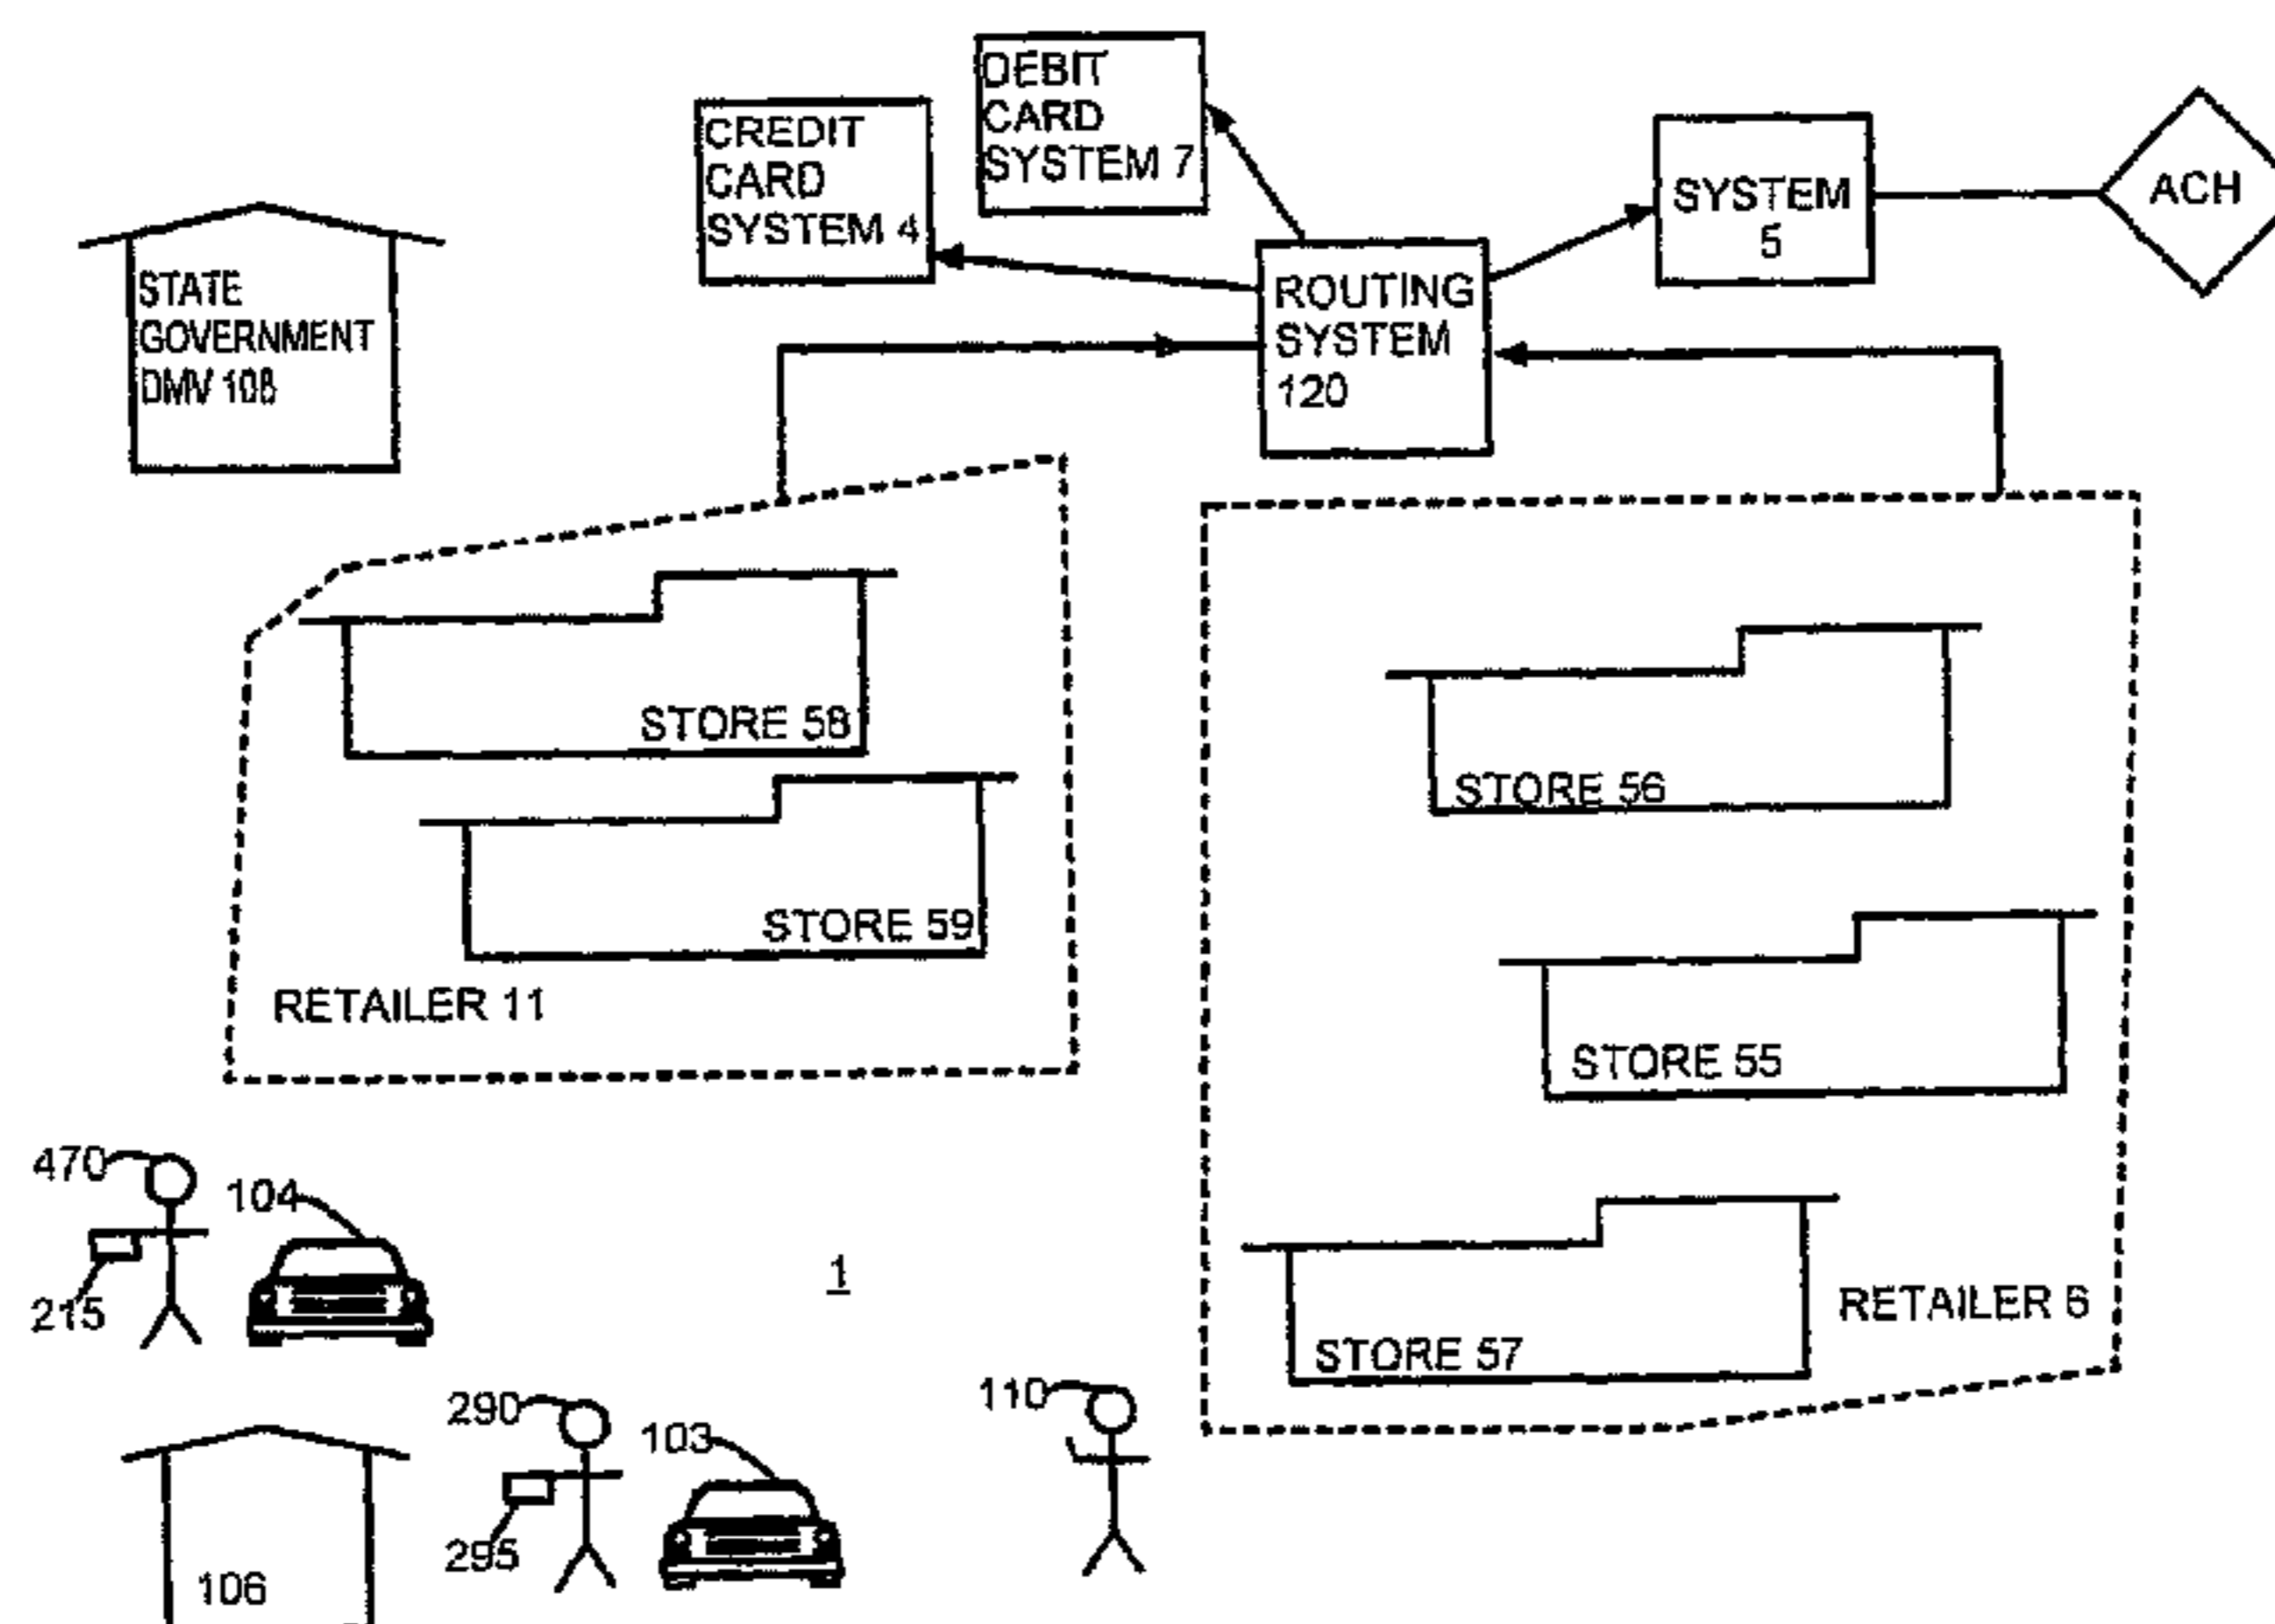 DEBIT
CARD
SYSTEM 7
CREDIT
CARD
SYSTEM 4
SYSTEM
5
ACH
STATE
GOVERNMENT
DMV 108
ROUTING
SYSTEM
120
STORE 58
STORE 56
STORE 59
RETAILER 11
STORE 55
470
104
215
1
RETAILER 6
STORE 57
290
103
110
295
106